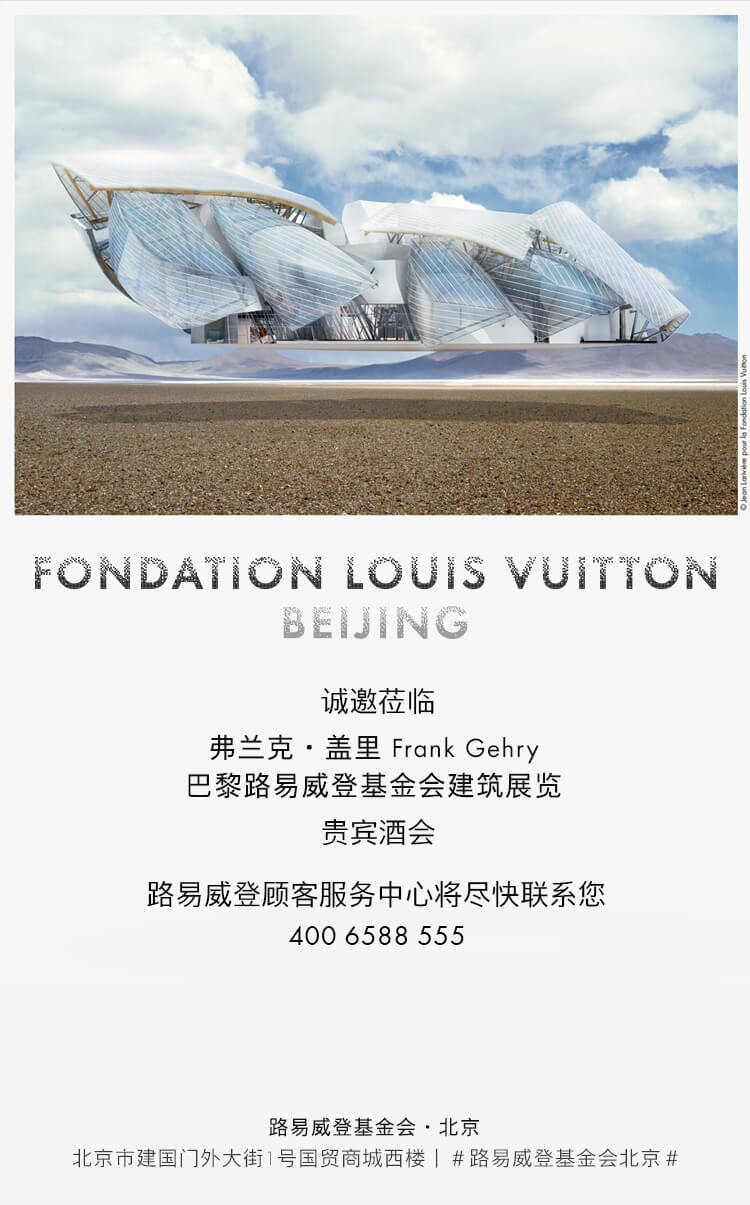 © Jean Larivière pour la Fondation Louis Vuitton
FONDATION LOUIS VUITTON
BEIJING
诚邀莅临
弗兰克・盖里 Frank Gehry
巴黎路易威登基金会建筑展览
贵宾酒会
路易威登顾客服务中心将尽快联系您
400 6588 555
路易威登基金会・北京
北京市建国门外大街1号国贸商城西楼丨 #路易威登基金会北京#